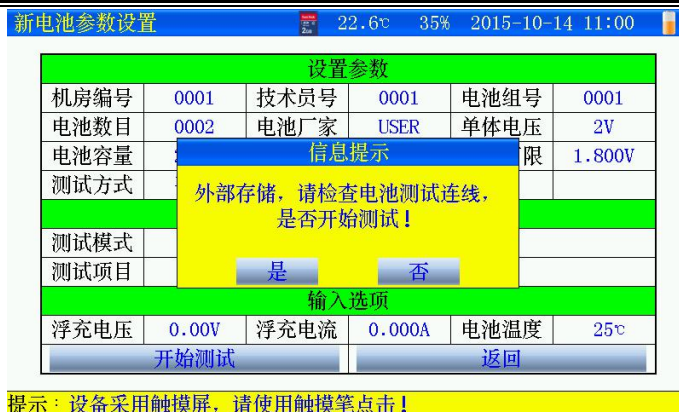 新电池参数设置 22.6℃ 35% 2015-10-14 11:00
设置参数
机房编号 0001 技术员号 0001 电池组号 0001
电池数目 0002 电池厂家 USER 单体电压 2V
电池容量 限 1.800V
信息提示
测试方式
外部存储，请检查电池测试连线，
是否开始测试！
测试模式
测试项目
是 否
输入选项
浮充电压 0.00V 浮充电流 0.000A 电池温度 25℃
开始测试 返回
提示：设备采用触摸屏，请使用触摸笔点击！